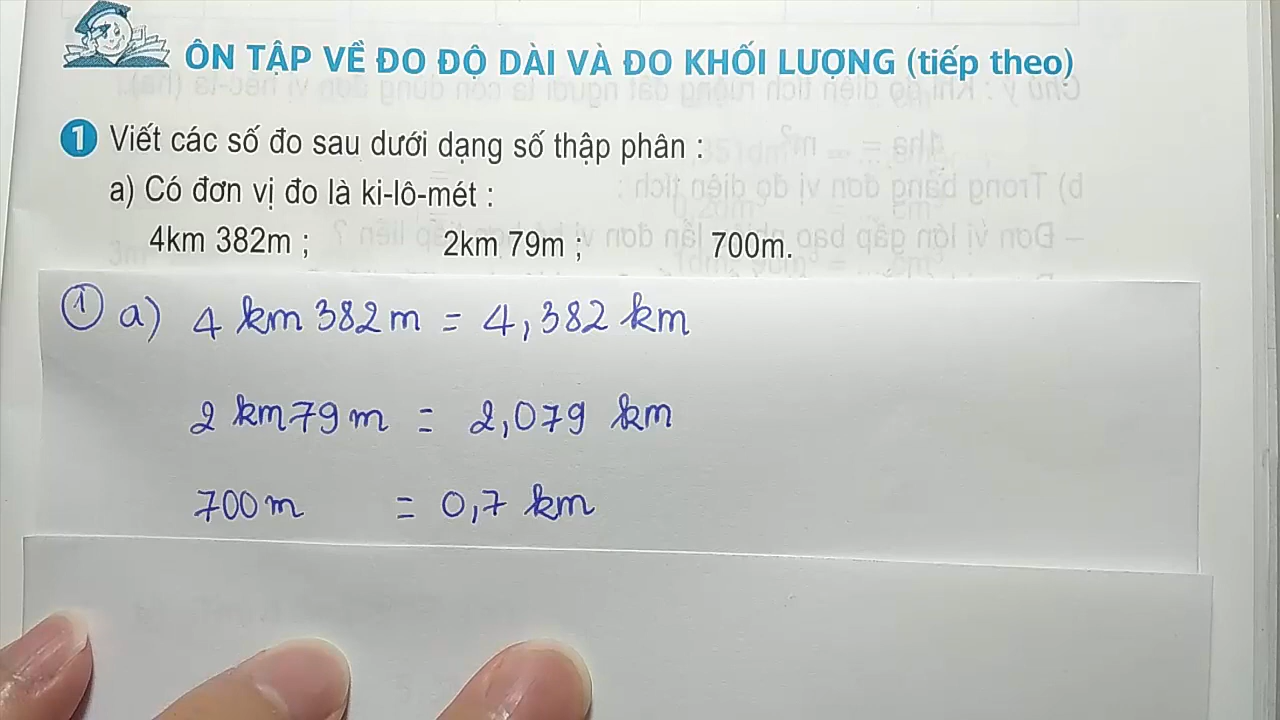 ÔN TẬP VỀ ĐO ĐỘ DÀI VÀ ĐO KHỐI LƯỢNG (tiếp theo)
1 Viết các số đo sau dưới dạng số thập phân :
a) Có đơn vị đo là ki-lô-mét :
4km 382m ; 2km 79m ; 700m.
1 a) 4 km 382 m = 4,382 km
2 km 79 m = 2,079 km
700 m = 0,7 km